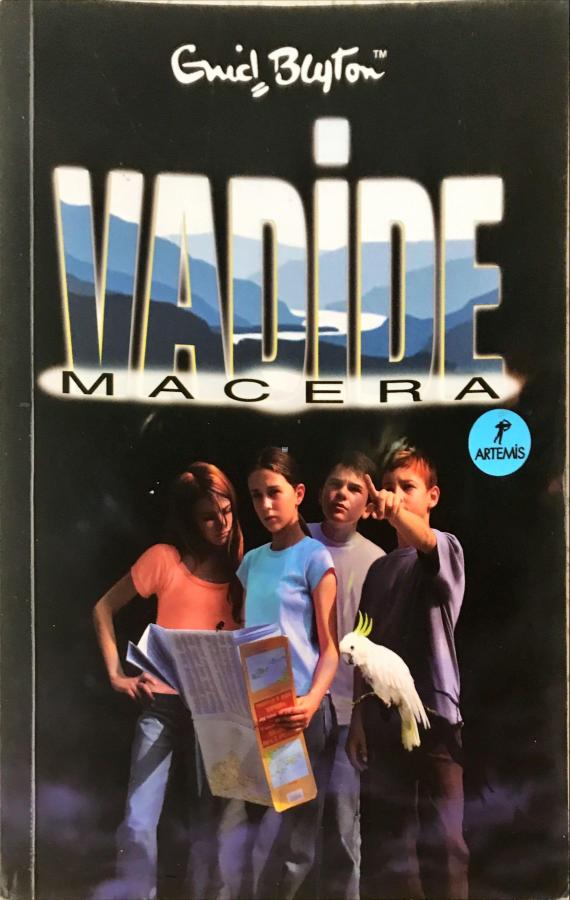 Enid Blyton™
VADİDE
MACERA
ARTEMİS